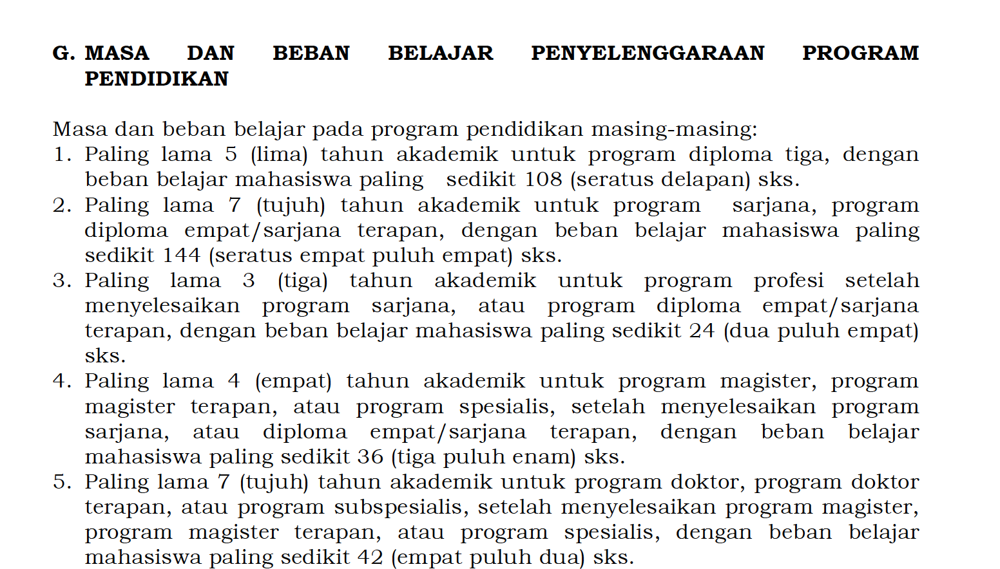 G. MASA DAN BEBAN BELAJAR PENYELENGGARAAN PROGRAM
PENDIDIKAN
Masa dan beban belajar pada program pendidikan masing-masing:
1. Paling lama 5 (lima) tahun akademik untuk program diploma tiga, dengan
beban belajar mahasiswa paling sedikit 108 (seratus delapan) sks.
2. Paling lama 7 (tujuh) tahun akademik untuk program sarjana, program
diploma empat/sarjana terapan, dengan beban belajar mahasiswa paling
sedikit 144 (seratus empat puluh empat) sks.
3. Paling lama 3 (tiga) tahun akademik untuk program profesi setelah
menyelesaikan program sarjana, atau program diploma empat/sarjana
terapan, dengan beban belajar mahasiswa paling sedikit 24 (dua puluh empat)
sks.
4. Paling lama 4 (empat) tahun akademik untuk program magister, program
magister terapan, atau program spesialis, setelah menyelesaikan program
sarjana, atau diploma empat/sarjana terapan, dengan beban belajar
mahasiswa paling sedikit 36 (tiga puluh enam) sks.
5. Paling lama 7 (tujuh) tahun akademik untuk program doktor, program doktor
terapan, atau program subspesialis, setelah menyelesaikan program magister,
program magister terapan, atau program spesialis, dengan beban belajar
mahasiswa paling sedikit 42 (empat puluh dua) sks.